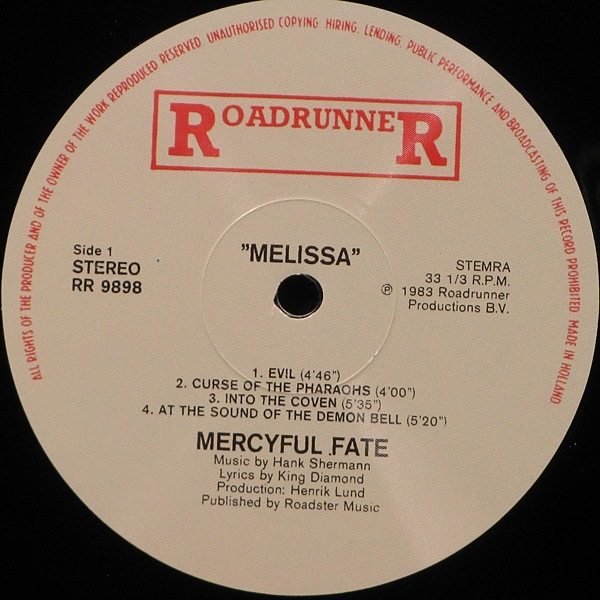 ALL RIGHTS OF THE PRODUCER AND OF THE OWNER OF THE WORK REPRODUCED RESERVED UNAUTHORISED COPYING. HIRING, LENDING, PUBLIC PERFORMANCE AND BROADCASTING OF THIS RECORD PROHIBITED MADE IN HOLLAND
ROADRUNNER
"MELISSA"
Side 1
STEREO
RR 9898
STEMRA
33 1/3 R.P.M.
℗ 1983 Roadrunner
Productions B.V.
1. EVIL (4'46")
2. CURSE OF THE PHARAOHS (4'00")
3. INTO THE COVEN (5'35")
4. AT THE SOUND OF THE DEMON BELL (5'20")
MERCYFUL FATE
Music by Hank Shermann
Lyrics by King Diamond
Production: Henrik Lund
Published by Roadster Music